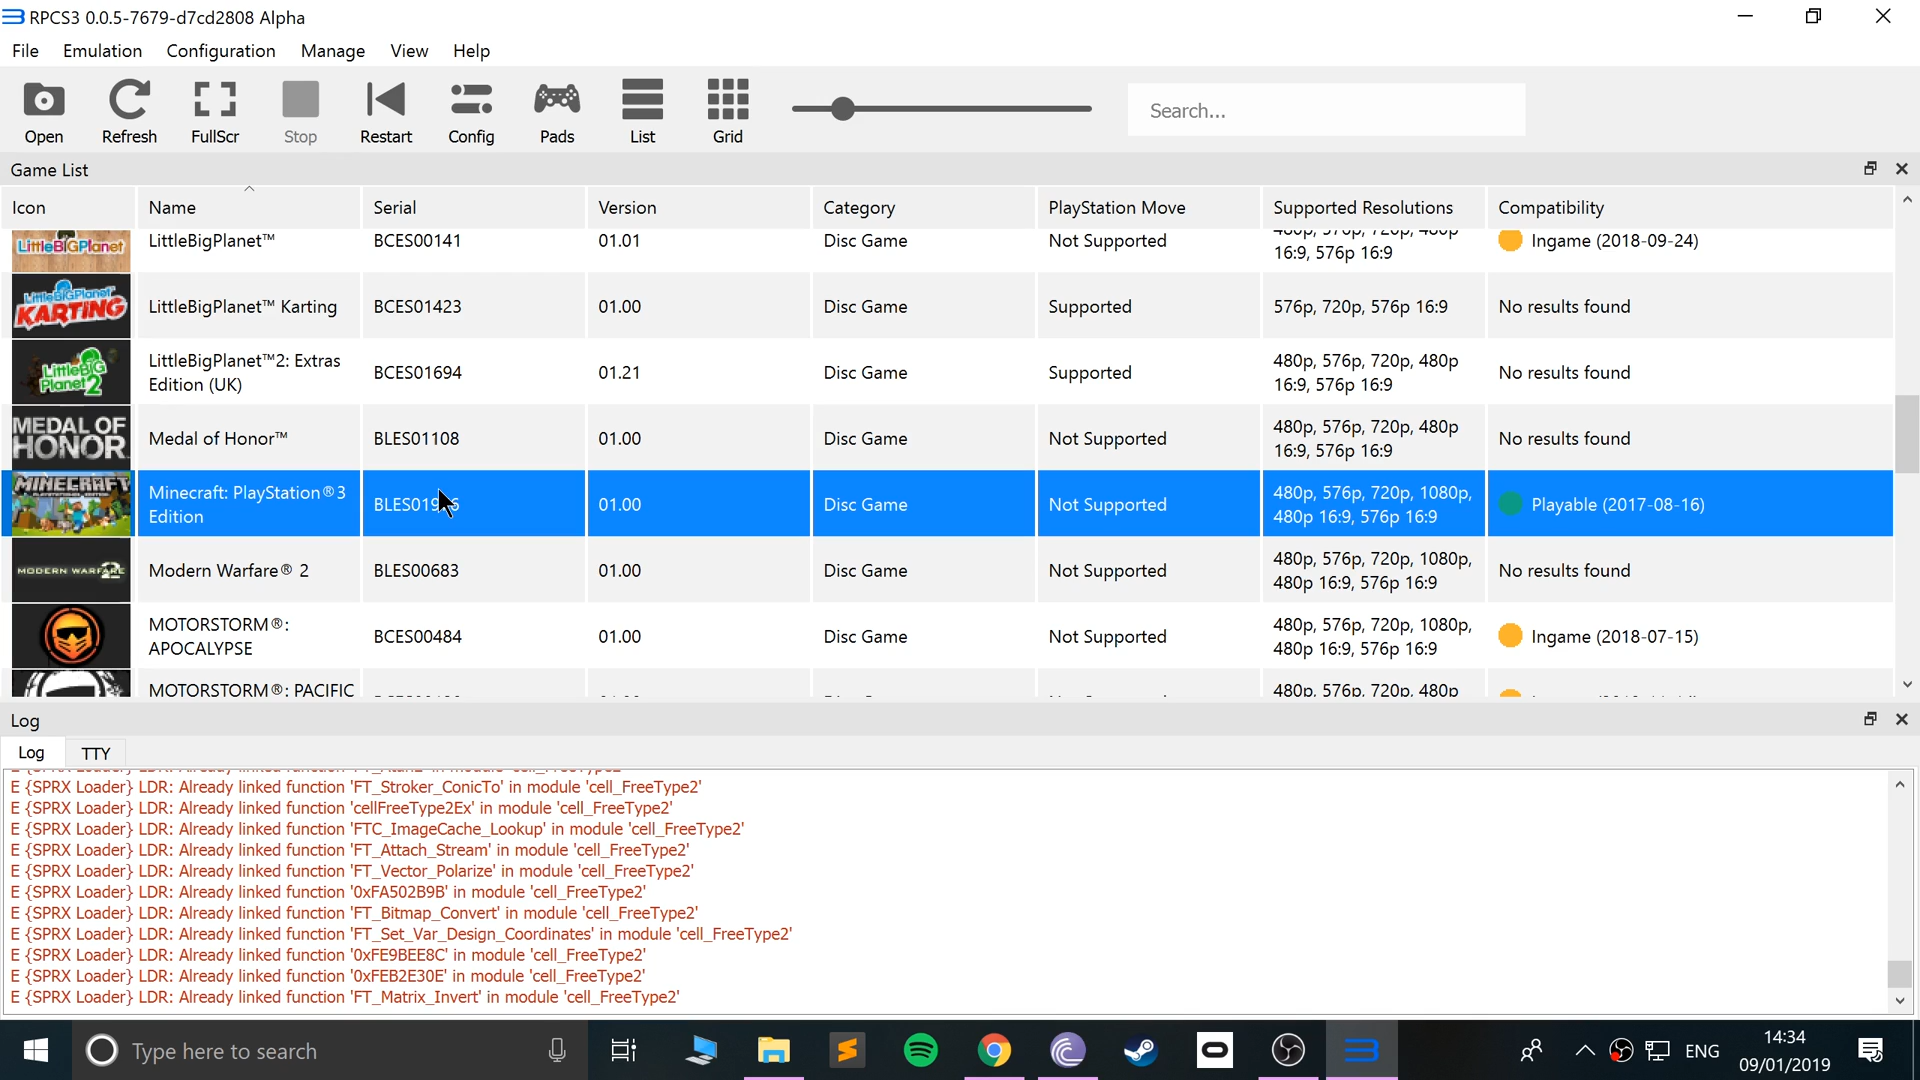 RPCS3 0.0.5-7679-d7cd2808 Alpha
File Emulation Configuration Manage View Help
Open Refresh FullScr Stop Restart Config Pads List Grid Search...
Game List
Icon Name Serial Version Category PlayStation Move Supported Resolutions Compatibility
LittleBIGPlanet LittleBigPlanet™ BCES00141 01.01 Disc Game Not Supported 16:9, 576p 16:9 Ingame (2018-09-24)
LittleBIGPlanet KARTING LittleBigPlanet™ Karting BCES01423 01.00 Disc Game Supported 576p, 720p, 576p 16:9 No results found
LittleBIG Planet 2 LittleBigPlanet™2: Extras Edition (UK) BCES01694 01.21 Disc Game Supported 480p, 576p, 720p, 480p 16:9, 576p 16:9 No results found
MEDAL OF HONOR Medal of Honor™ BLES01108 01.00 Disc Game Not Supported 480p, 576p, 720p, 480p 16:9, 576p 16:9 No results found
MINECRAFT Minecraft: PlayStation®3 Edition 01.00 Disc Game Not Supported 480p, 576p, 720p, 1080p, 480p 16:9, 576p 16:9 Playable (2017-08-16)
MODERN WARFARE 2 Modern Warfare® 2 BLES00683 01.00 Disc Game Not Supported 480p, 576p, 720p, 1080p, 480p 16:9, 576p 16:9 No results found
MOTORSTORM®: APOCALYPSE BCES00484 01.00 Disc Game Not Supported 480p, 576p, 720p, 1080p, 480p 16:9, 576p 16:9 Ingame (2018-07-15)
MOTORSTORM®: PACIFIC 480p, 576p, 720p, 480p
Log
Log TTY
E {SPRX Loader} LDR: Already linked function 'FT_Stroker_ConicTo' in module 'cell_FreeType2'
E {SPRX Loader} LDR: Already linked function 'cellFreeType2Ex' in module 'cell_FreeType2'
E {SPRX Loader} LDR: Already linked function 'FTC_ImageCache_Lookup' in module 'cell_FreeType2'
E {SPRX Loader} LDR: Already linked function 'FT_Attach_Stream' in module 'cell_FreeType2'
E {SPRX Loader} LDR: Already linked function 'FT_Vector_Polarize' in module 'cell_FreeType2'
E {SPRX Loader} LDR: Already linked function '0xFA502B9B' in module 'cell_FreeType2'
E {SPRX Loader} LDR: Already linked function 'FT_Bitmap_Convert' in module 'cell_FreeType2'
E {SPRX Loader} LDR: Already linked function 'FT_Set_Var_Design_Coordinates' in module 'cell_FreeType2'
E {SPRX Loader} LDR: Already linked function '0xFE9BEE8C' in module 'cell_FreeType2'
E {SPRX Loader} LDR: Already linked function '0xFEB2E30E' in module 'cell_FreeType2'
E {SPRX Loader} LDR: Already linked function 'FT_Matrix_Invert' in module 'cell_FreeType2'
Type here to search ENG 14:34
09/01/2019